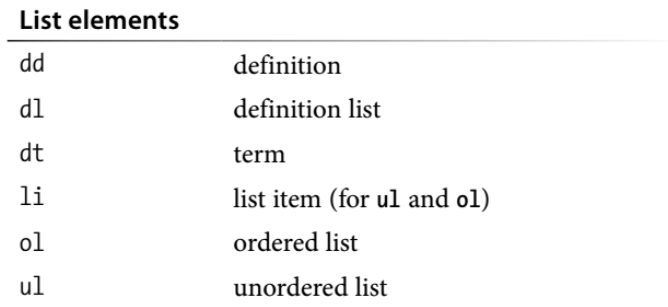 List elements
dd definition
dl definition list
dt term
li list item (for ul and ol)
ol ordered list
ul unordered list